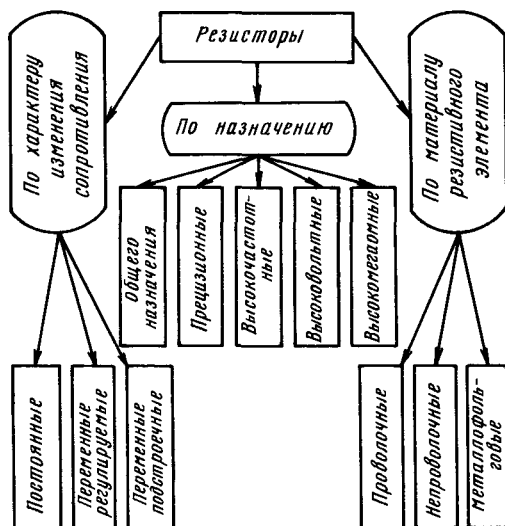 Резисторы
По характеру
изменения
сопротивления
По назначению
По материалу
резистивного
элемента
Общего
назначения
Прецизионные
Высокочастот-
ные
Высоковольтные
Высокомегаомные
Постоянные
Переменные
регулируемые
Переменные
подстроечные
Проволочные
Непроволочные
металлофоль-
говые